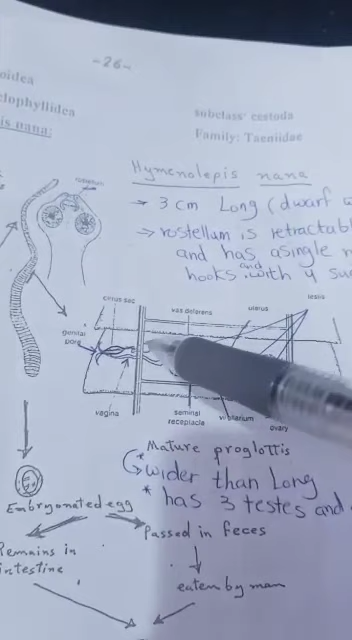 -26-
oidea
clophyllidea
is nana:
subclass: cestoda
Family: Taeniidae
rostellum
Hymenolepis nana
→ 3 cm Long (dwarf
→ rostellum is retractable
and has a single
hooks and with 4
cirrus sac
vas deferens
uterus
testis
genital pore
vagina
seminal receptacle
ovary
* Mature proglottis
wider than Long
* has 3 testes and
Embryonated egg
Passed in feces
Remains in
intestine
eaten by man